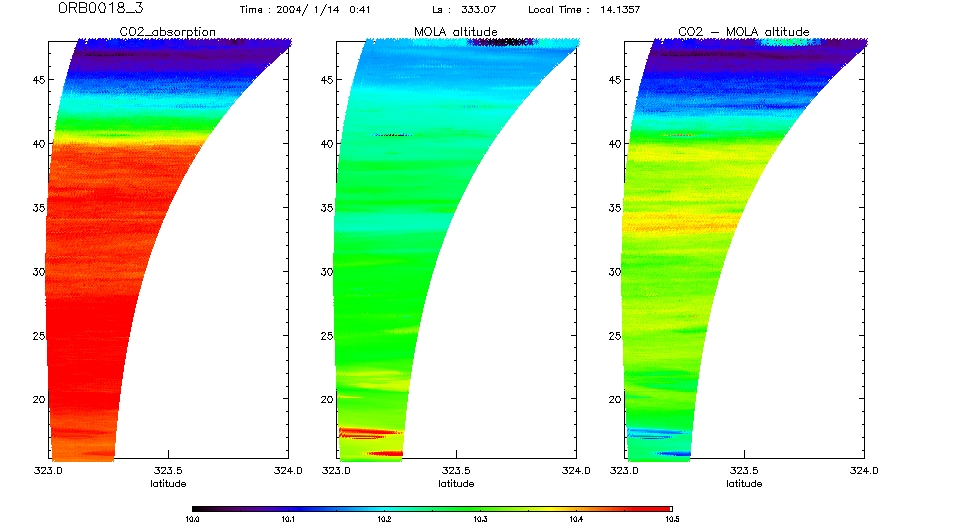 ORB0018_3 Time : 2004/ 1/14 0:41 Ls : 333.07 Local Time : 14.1357
CO2_absorption MOLA altitude CO2 – MOLA altitude
45 45 45
40 40 40
35 35 35
30 30 30
25 25 25
20 20 20
323.0 323.5 324.0 323.0 323.5 324.0 323.0 323.5 324.0
latitude latitude latitude
10.0 10.1 10.2 10.3 10.4 10.5